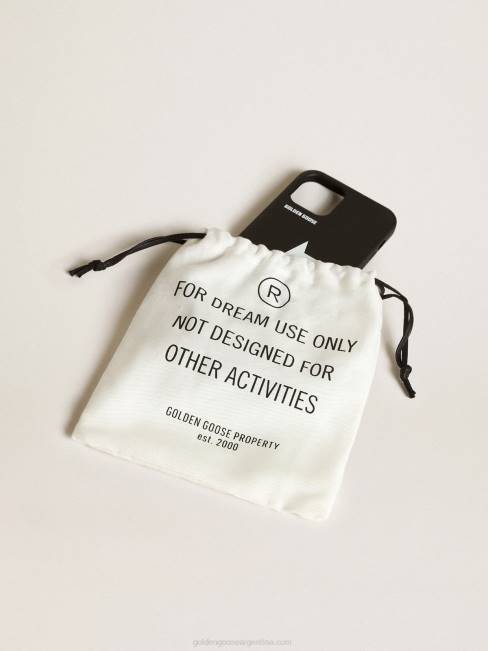 GOLDEN GOOSE
R
FOR DREAM USE ONLY
NOT DESIGNED FOR
OTHER ACTIVITIES
GOLDEN GOOSE PROPERTY
est. 2000
goldengooseargentina.com